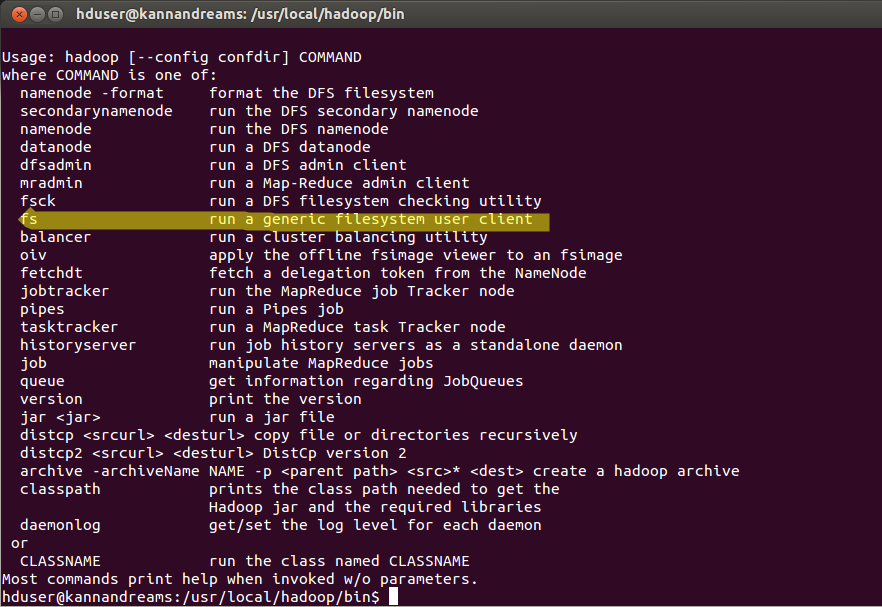 hduser@kannandreams: /usr/local/hadoop/bin
Usage: hadoop [--config confdir] COMMAND
where COMMAND is one of:
  namenode -format     format the DFS filesystem
  secondarynamenode    run the DFS secondary namenode
  namenode             run the DFS namenode
  datanode             run a DFS datanode
  dfsadmin             run a DFS admin client
  mradmin              run a Map-Reduce admin client
  fsck                 run a DFS filesystem checking utility
  fs                   run a generic filesystem user client
  balancer             run a cluster balancing utility
  oiv                  apply the offline fsimage viewer to an fsimage
  fetchdt              fetch a delegation token from the NameNode
  jobtracker           run the MapReduce job Tracker node
  pipes                run a Pipes job
  tasktracker          run a MapReduce task Tracker node
  historyserver        run job history servers as a standalone daemon
  job                  manipulate MapReduce jobs
  queue                get information regarding JobQueues
  version              print the version
  jar <jar>            run a jar file
  distcp <srcurl> <desturl> copy file or directories recursively
  distcp2 <srcurl> <desturl> DistCp version 2
  archive -archiveName NAME -p <parent path> <src>* <dest> create a hadoop archive
  classpath            prints the class path needed to get the
                       Hadoop jar and the required libraries
  daemonlog            get/set the log level for each daemon
 or
  CLASSNAME            run the class named CLASSNAME
Most commands print help when invoked w/o parameters.
hduser@kannandreams:/usr/local/hadoop/bin$